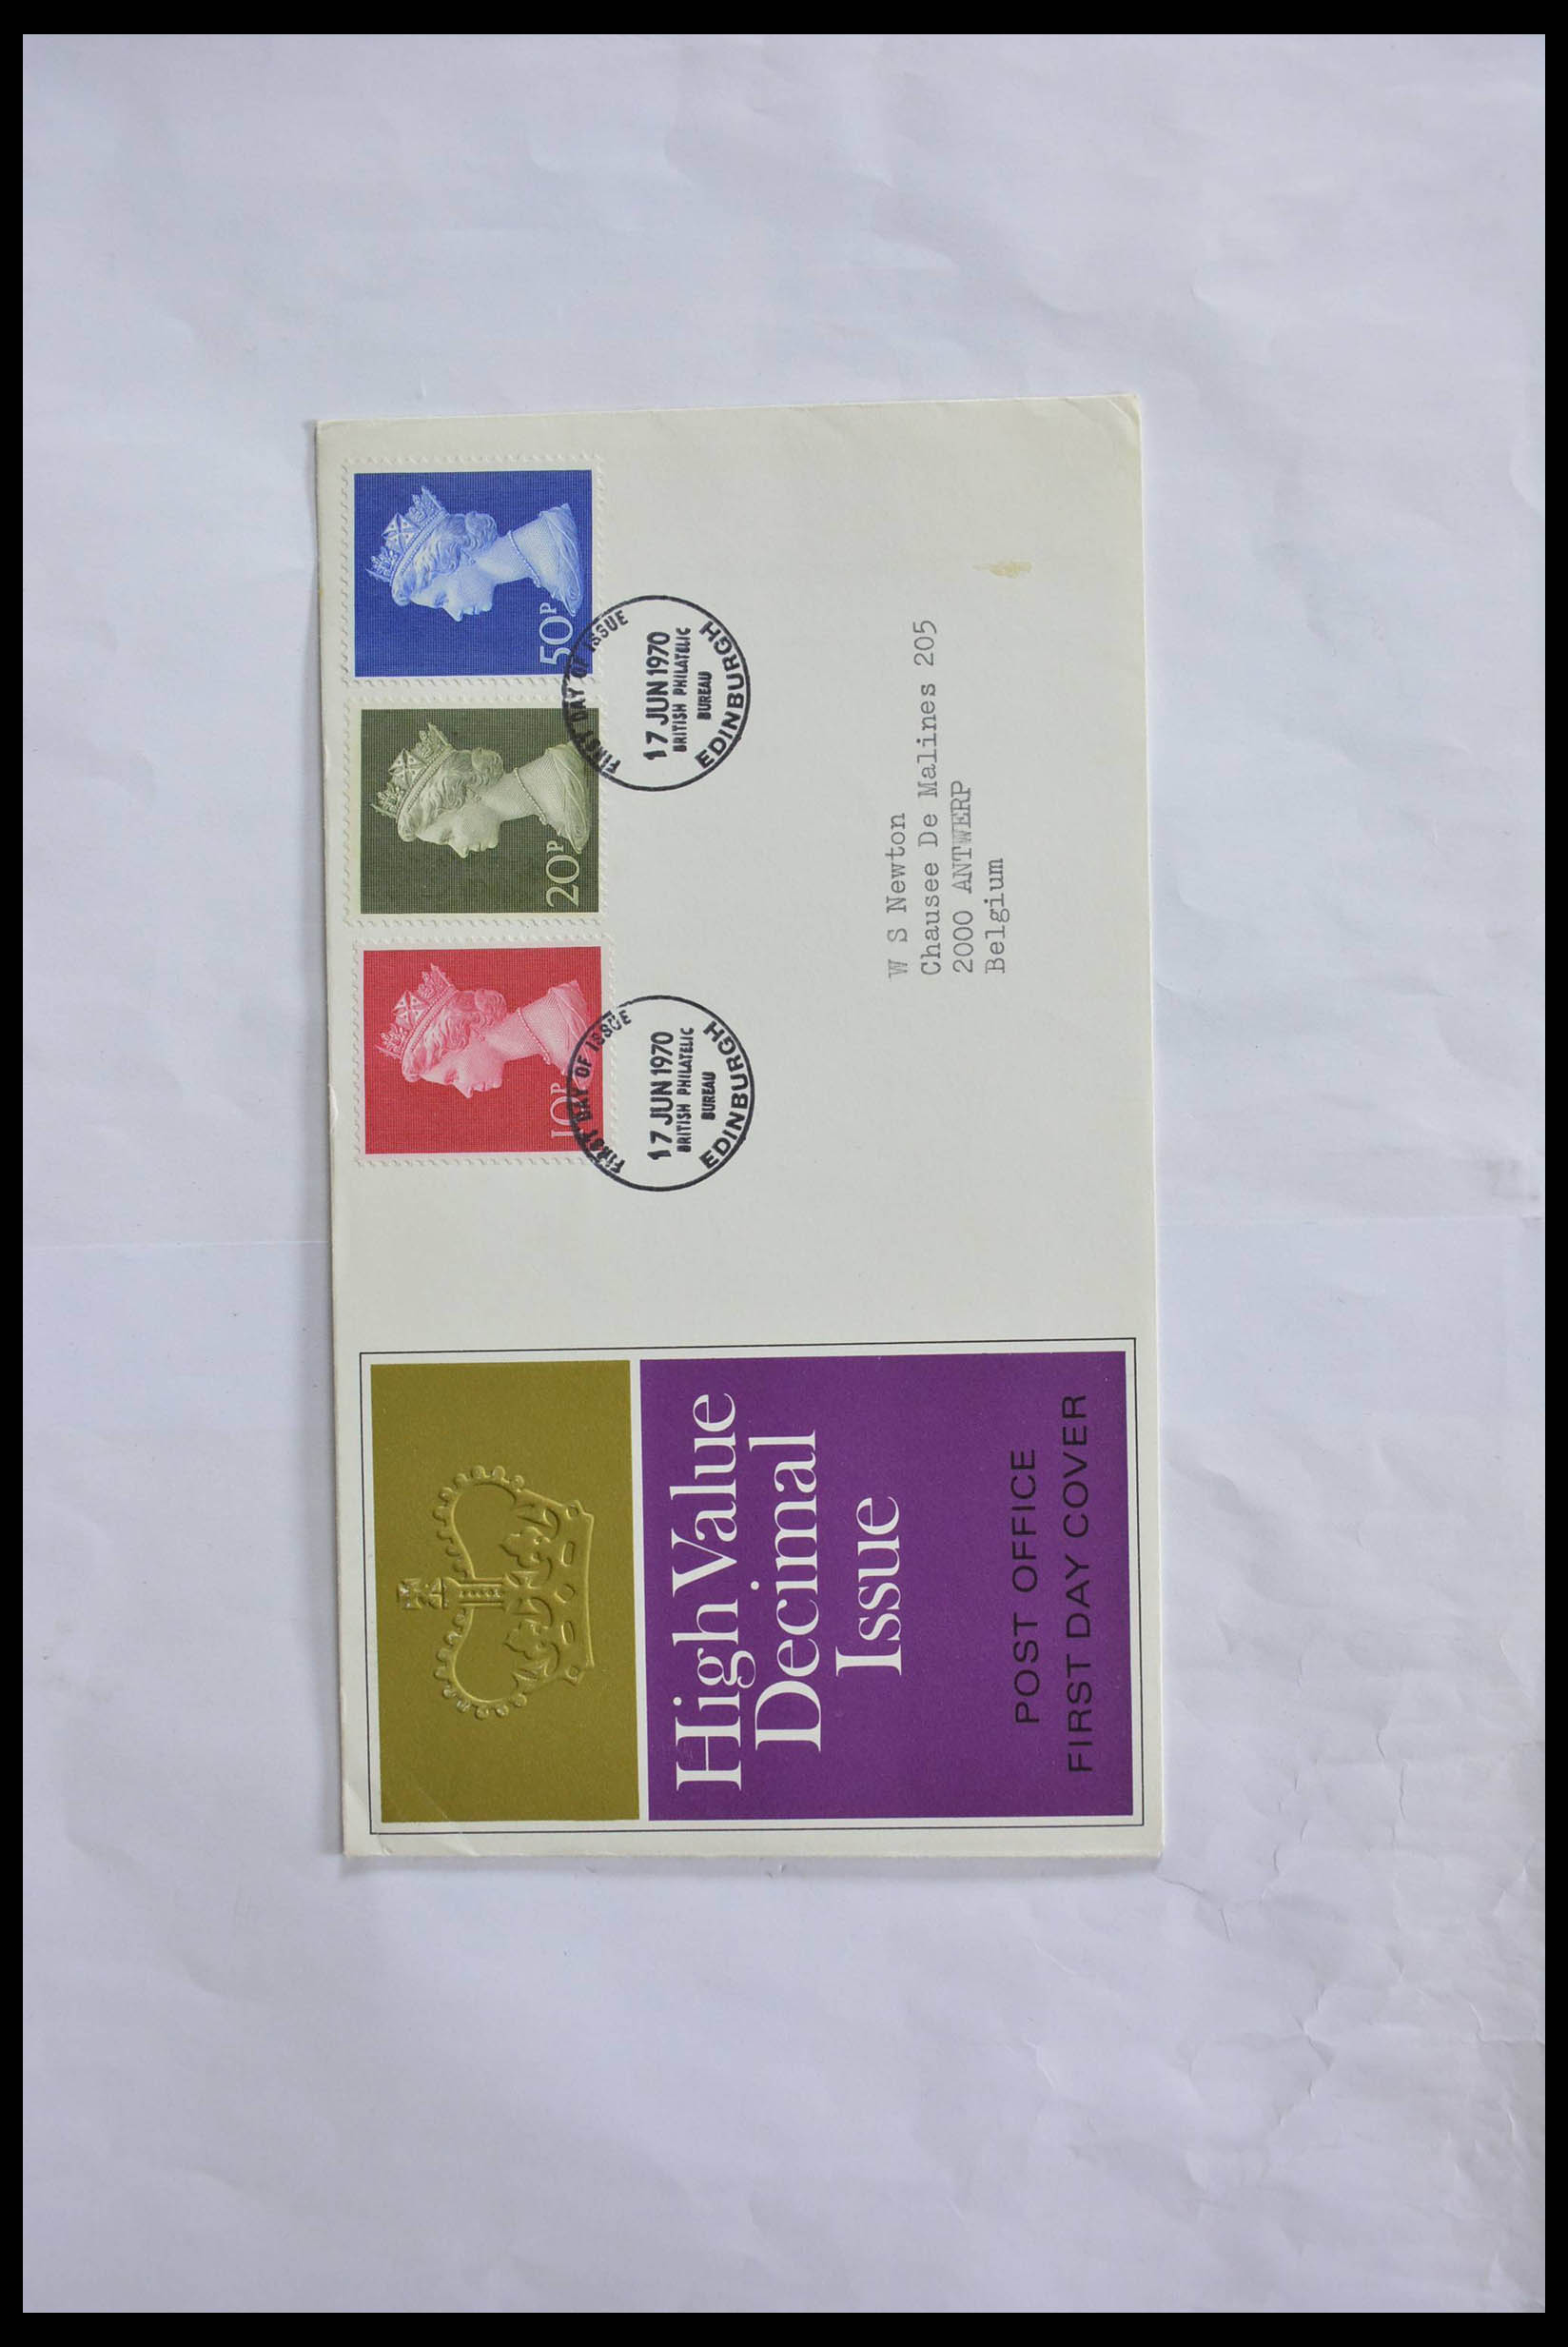 10P
20P
50P
FIRST DAY OF ISSUE
17 JUN 1970
BRITISH PHILATELIC
BUREAU
EDINBURGH
FIRST DAY OF ISSUE
17 JUN 1970
BRITISH PHILATELIC
BUREAU
EDINBURGH
High Value
Decimal
Issue
POST OFFICE
FIRST DAY COVER
W S Newton
Chausee De Malines 205
2000 ANTWERP
Belgium